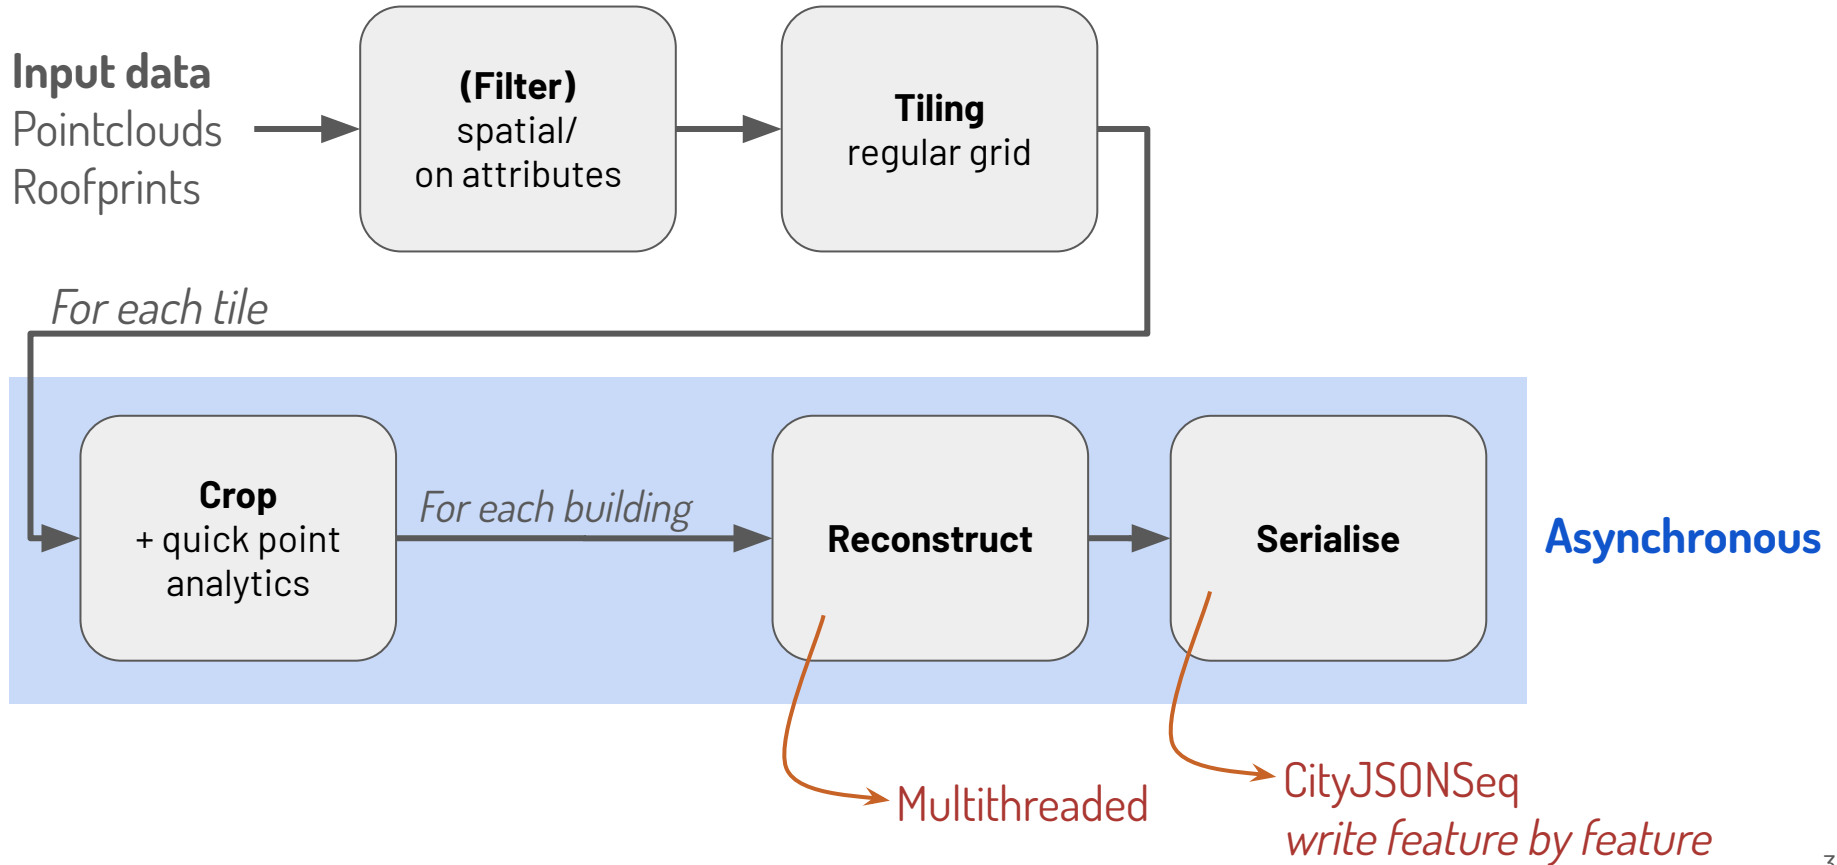 Input data
Pointclouds
Roofprints
(Filter)
spatial/
on attributes
Tiling
regular grid
For each tile
Crop
+ quick point
analytics
For each building
Reconstruct
Serialise
Asynchronous
Multithreaded
CityJSONSeq
write feature by feature
3